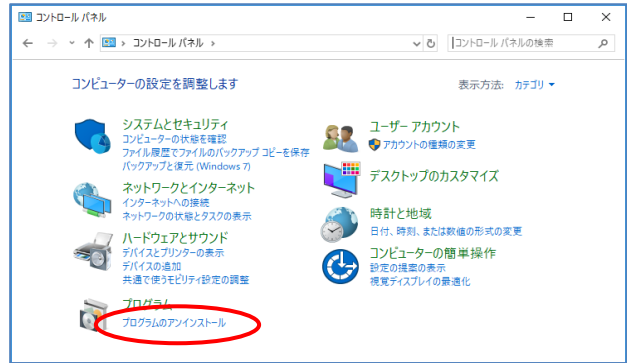 コントロール パネル
コントロール パネル
コントロール パネルの検索
コンピューターの設定を調整します
表示方法: カテゴリ
システムとセキュリティ
コンピューターの状態を確認
ファイル履歴でファイルのバックアップ コピーを保存
バックアップと復元 (Windows 7)
ネットワークとインターネット
インターネットへの接続
ネットワークの状態とタスクの表示
ハードウェアとサウンド
デバイスとプリンターの表示
デバイスの追加
共通で使うモビリティ設定の調整
プログラム
プログラムのアンインストール
ユーザー アカウント
アカウントの種類の変更
デスクトップのカスタマイズ
時計と地域
日付、時刻、または数値の形式の変更
コンピューターの簡単操作
設定の提案の表示
視覚ディスプレイの最適化